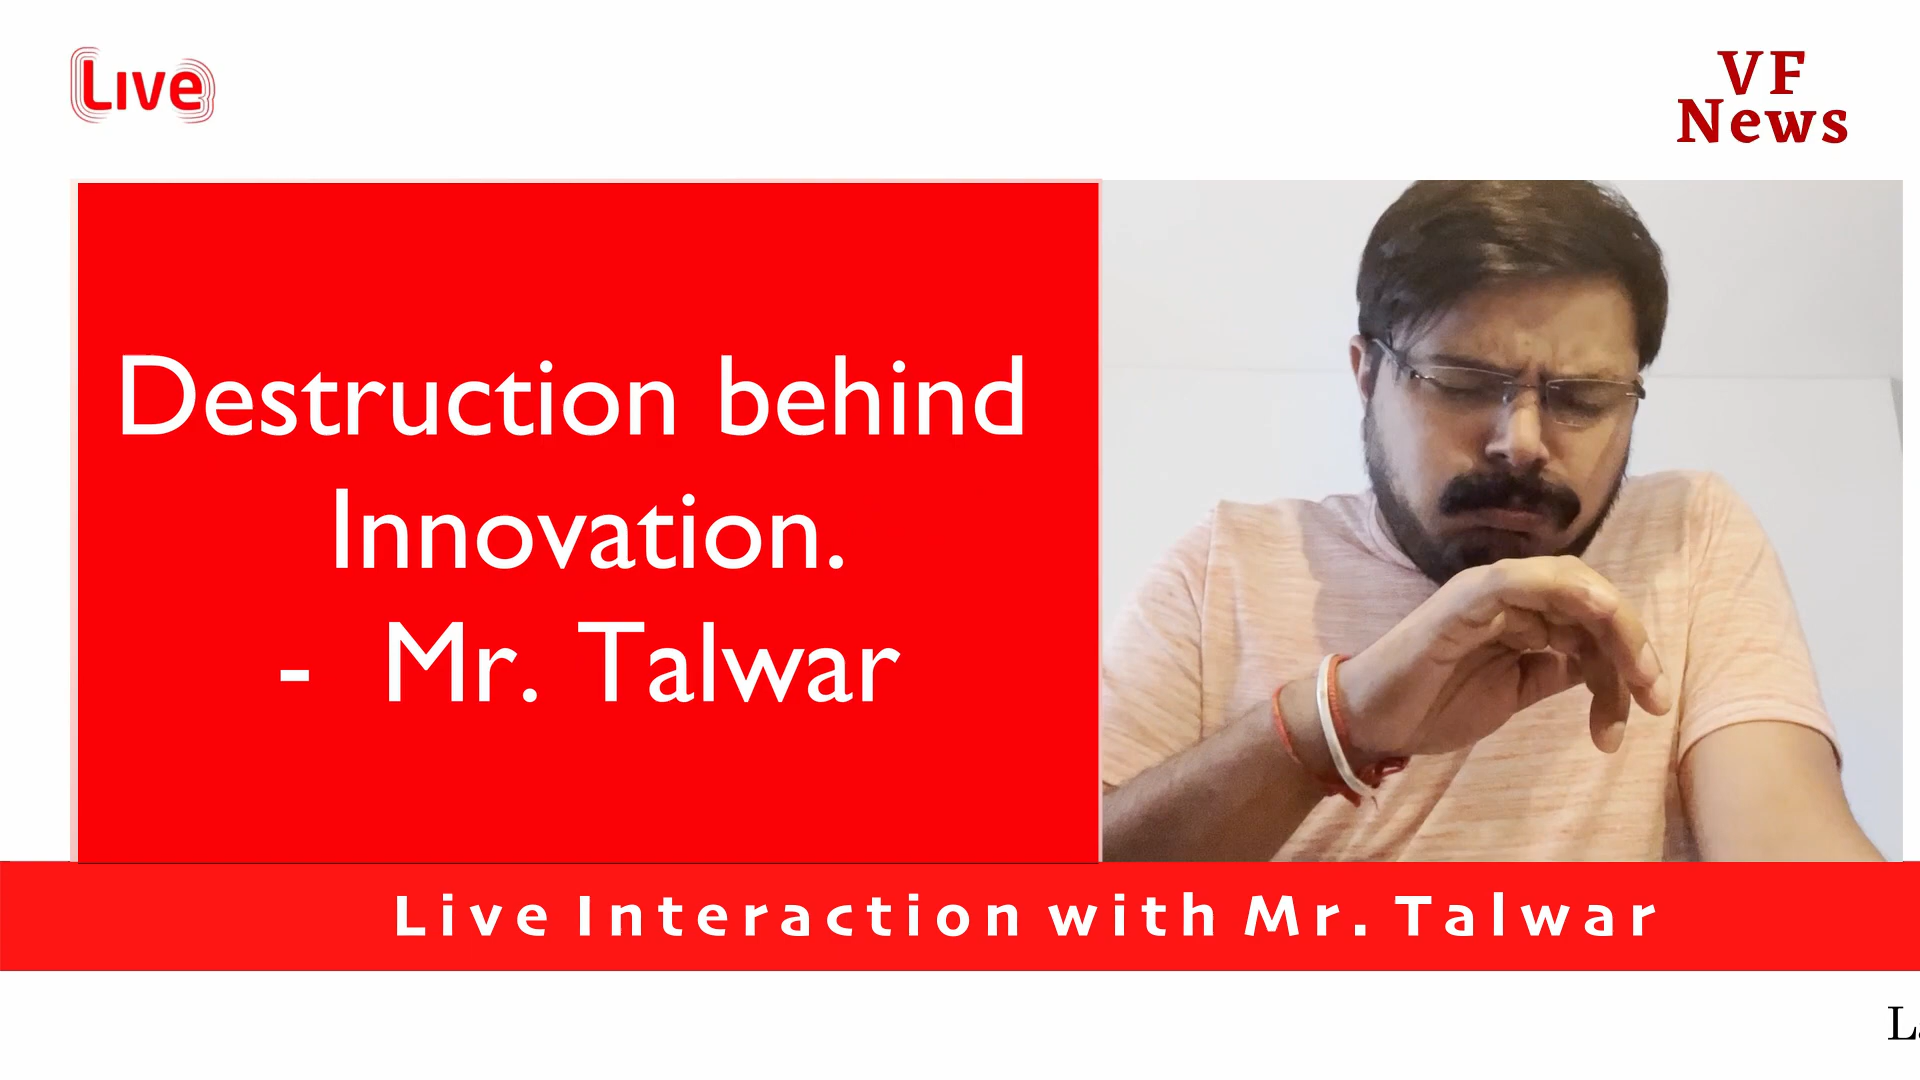 Live
VF
News
Destruction behind
Innovation.
- Mr. Talwar
Live Interaction with Mr. Talwar